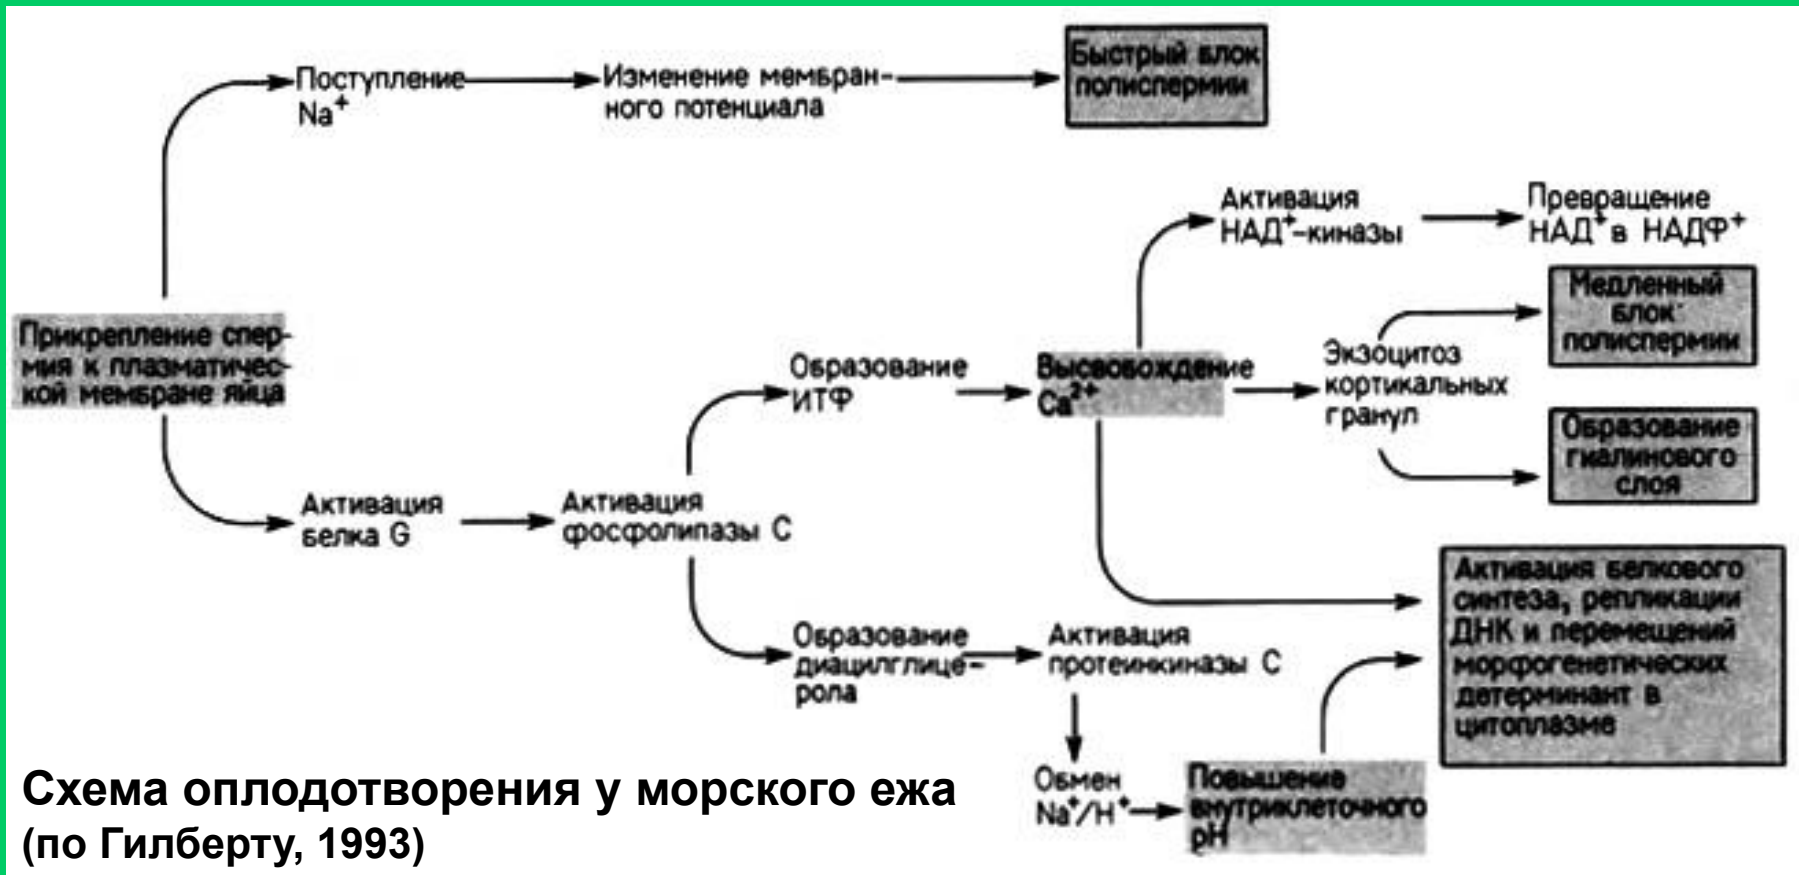 Поступление
Na⁺
Изменение мембран-
ного потенциала
Быстрый блок
полиспермии
Активация
НАД⁺-киназы
Превращение
НАД⁺ в НАДФ⁺
Медленный
блок
полиспермии
Прикрепление спер-
мия к плазматичес-
кой мембране яйца
Образование
ИТФ
Высвобождение
Ca²⁺
Экзоцитоз
кортикальных
гранул
Образование
гиалинового
слоя
Активация
белка G
Активация
фосфолипазы C
Активация белкового
синтеза, репликации
ДНК и перемещений
морфогенетических
детерминант в
цитоплазме
Образование
диацилглице-
рола
Активация
протеинкиназы C
Обмен
Na⁺/H⁺
Повышение
внутриклеточного
pH
Схема оплодотворения у морского ежа
(по Гилберту, 1993)